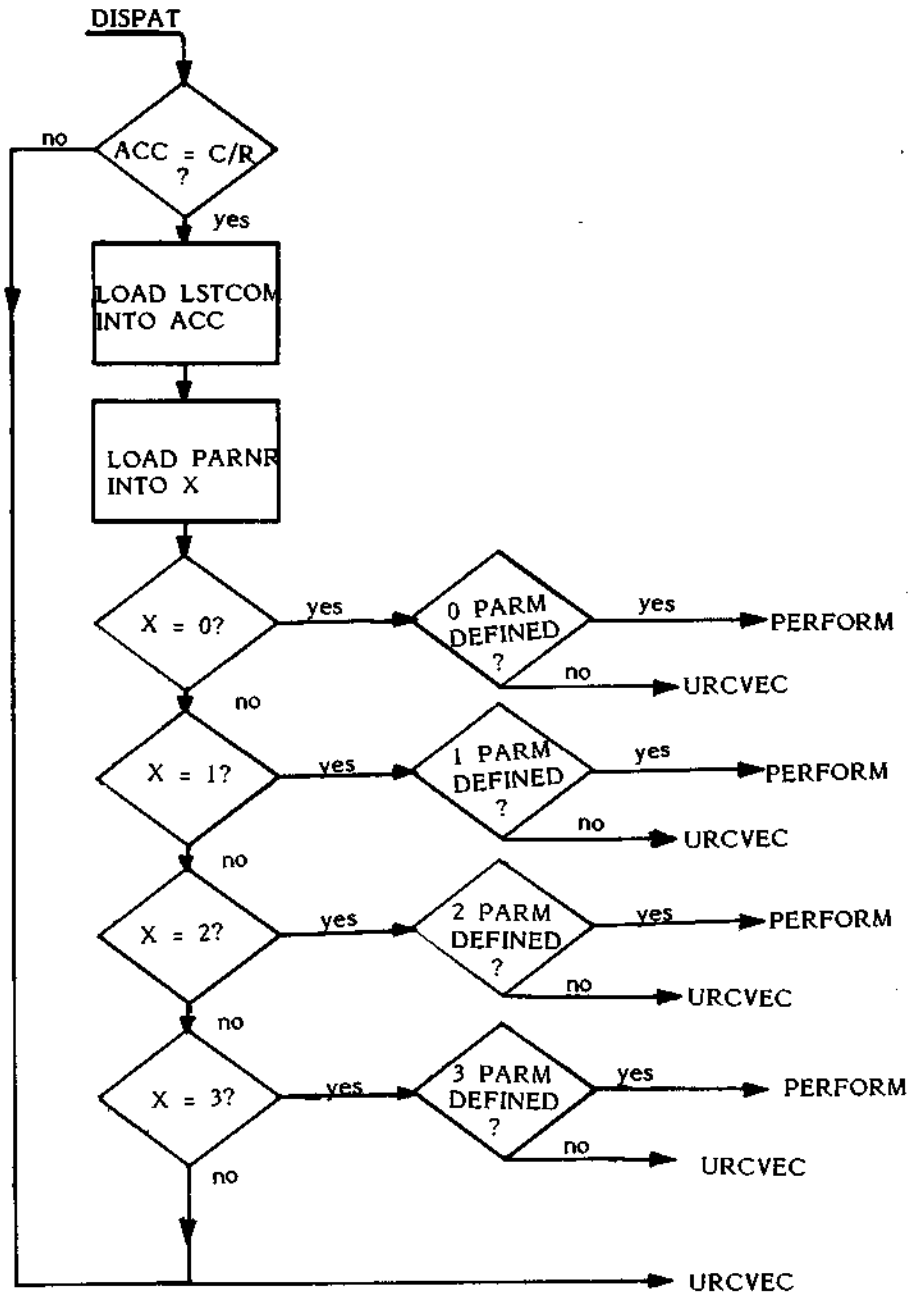 DISPAT
no
ACC = C/R
?
yes
LOAD LSTCOM
INTO ACC
LOAD PARNR
INTO X
X = 0?
yes
0 PARM
DEFINED
?
yes
PERFORM
no
URCVEC
no
X = 1?
yes
1 PARM
DEFINED
?
yes
PERFORM
no
URCVEC
no
X = 2?
yes
2 PARM
DEFINED
?
yes
PERFORM
no
URCVEC
no
X = 3?
yes
3 PARM
DEFINED
?
yes
PERFORM
no
URCVEC
no
URCVEC